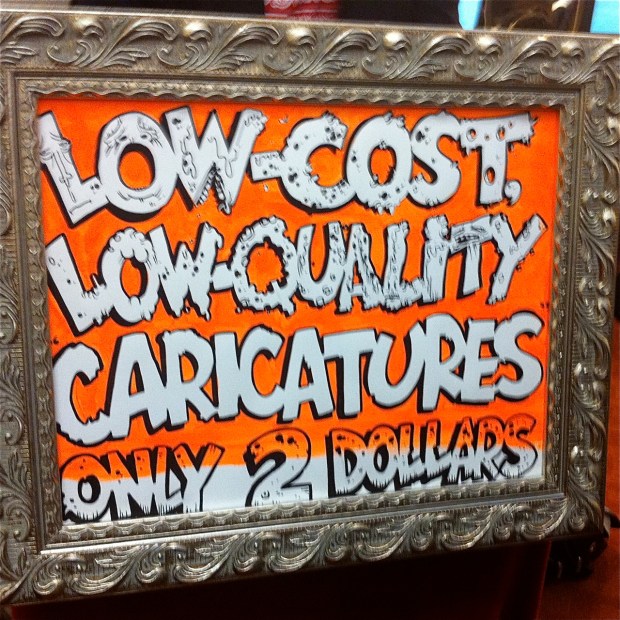 LOW-COST,
LOW-QUALITY
CARICATURES
ONLY 2 DOLLARS